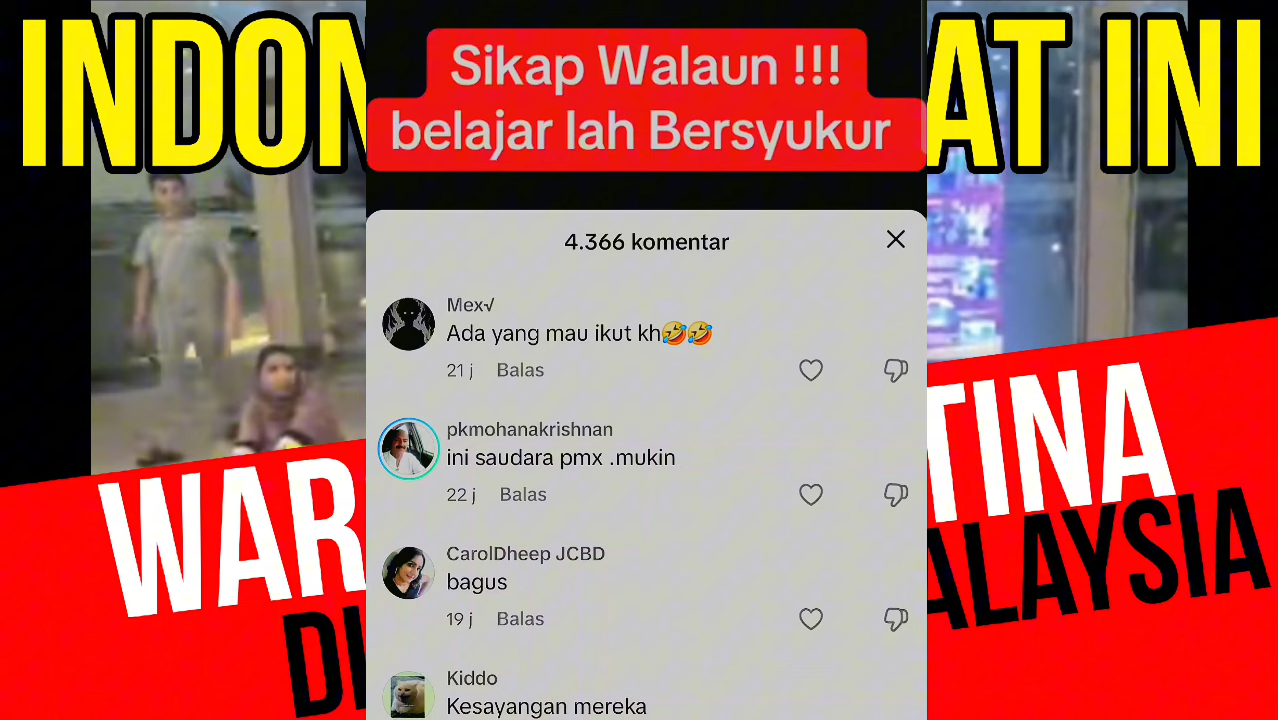 INDON
AT INI
Sikap Walaun !!!
belajar lah Bersyukur
4.366 komentar
Mex√
Ada yang mau ikut kh🤣🤣
21 j Balas
pkmohanakrishnan
ini saudara pmx .mukin
22 j Balas
CarolDheep JCBD
bagus
19 j Balas
Kiddo
Kesayangan mereka
WAR
TINA
DI
ALAYSIA